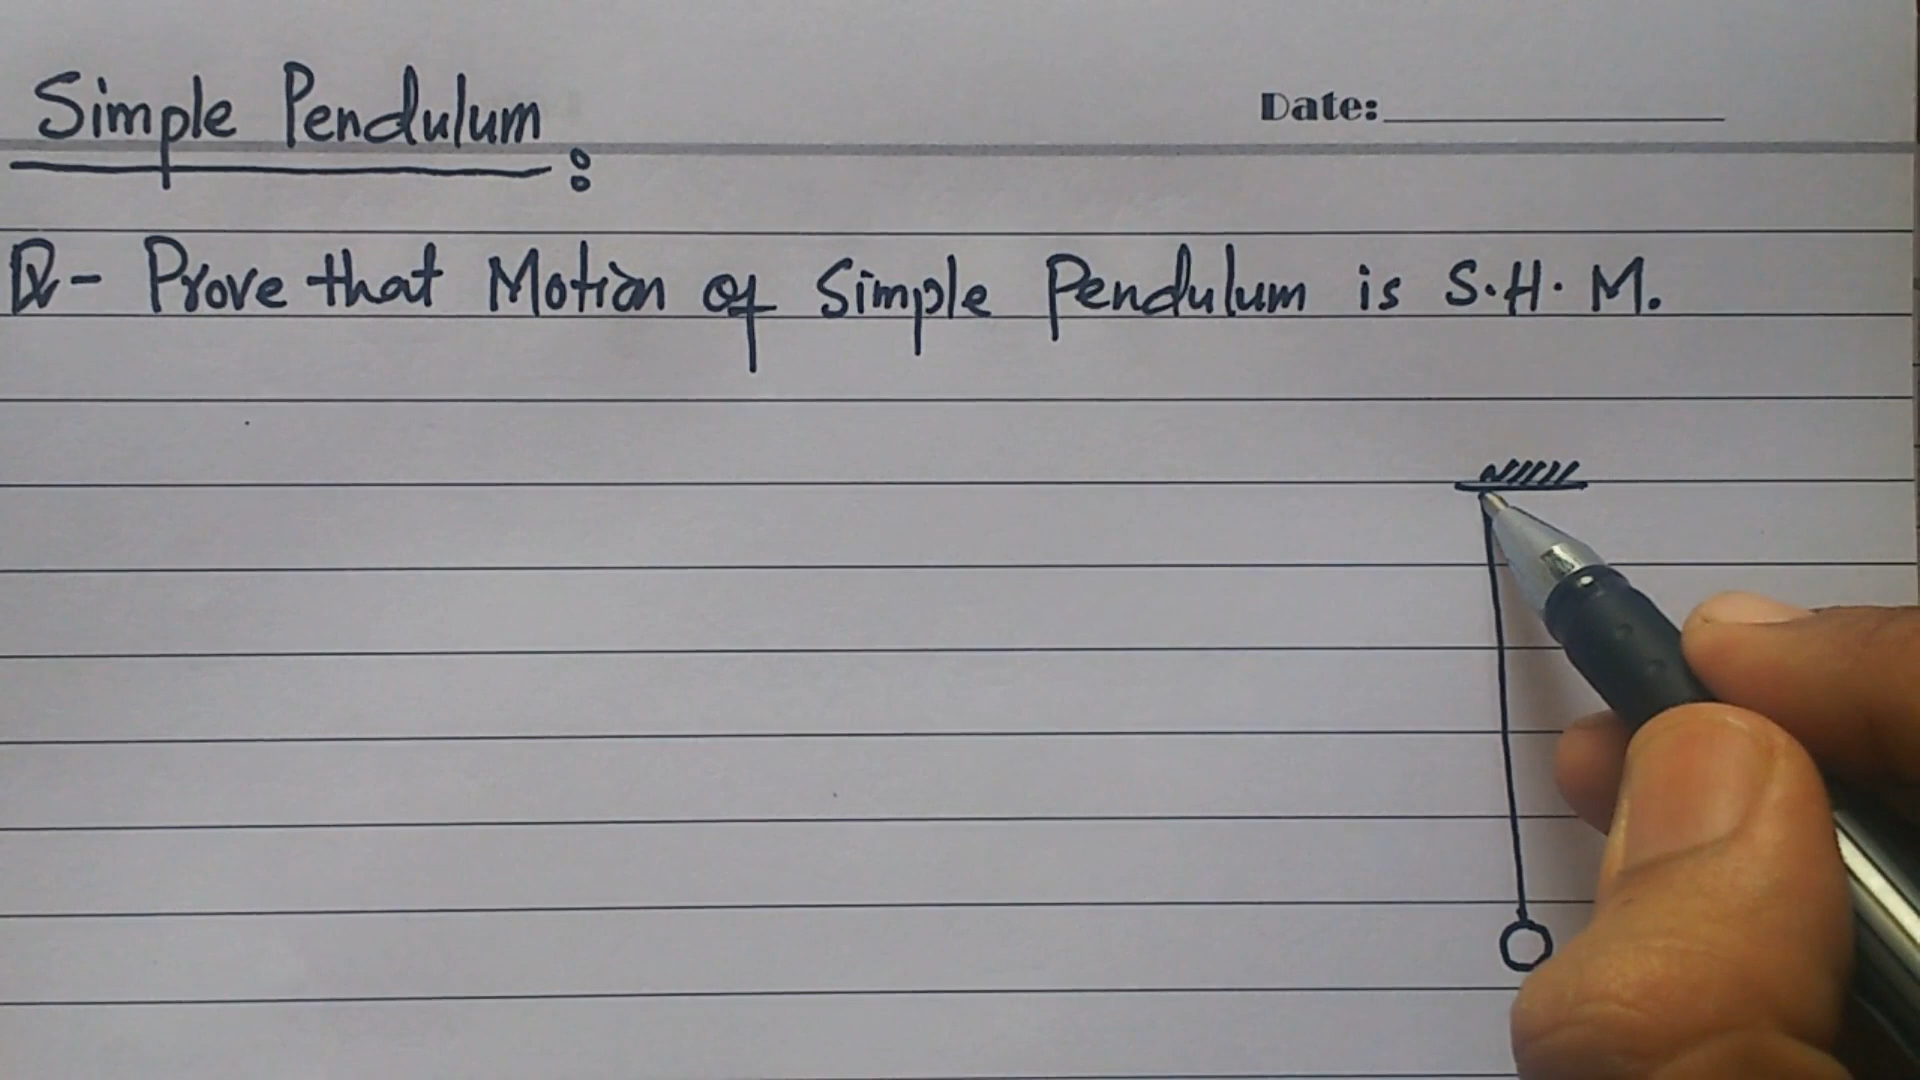 Simple Pendulum :
Date:
Q- Prove that Motion of Simple Pendulum is S.H.M.